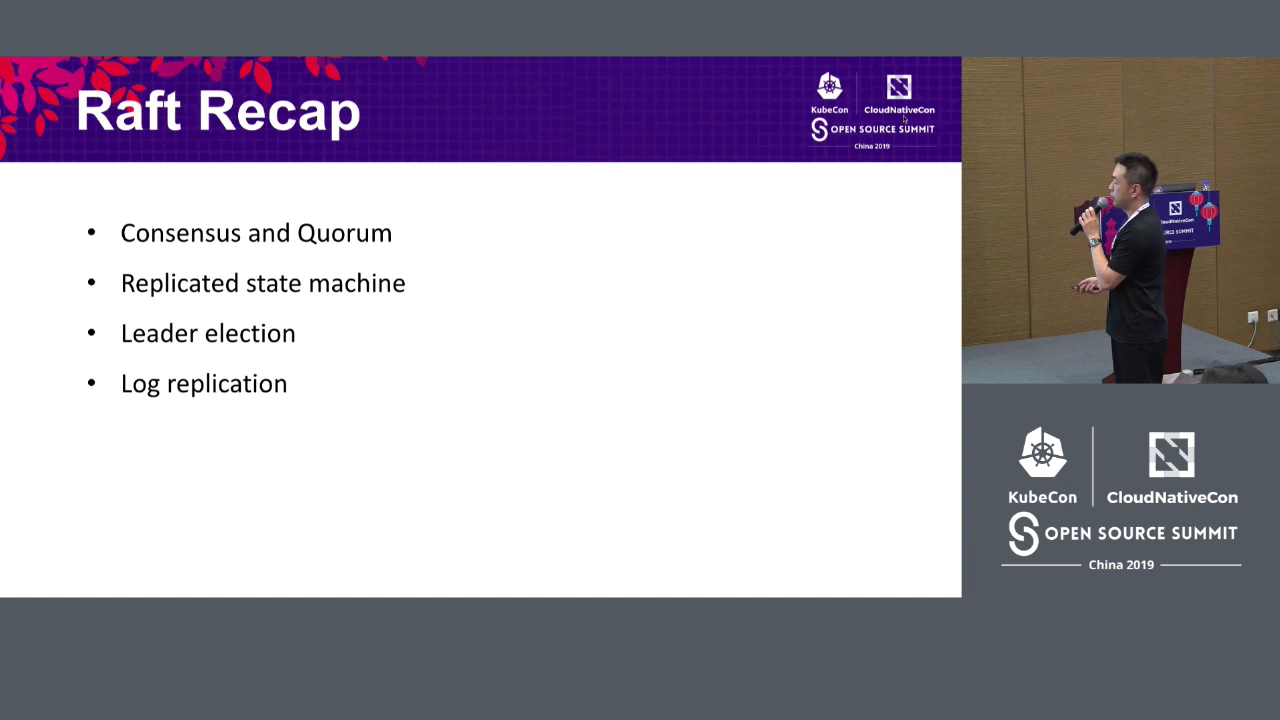 Raft Recap
KubeCon
CloudNativeCon
OPEN SOURCE SUMMIT
China 2019
• Consensus and Quorum
• Replicated state machine
• Leader election
• Log replication
CloudNativeCon
KubeCon
CloudNativeCon
OPEN SOURCE SUMMIT
China 2019